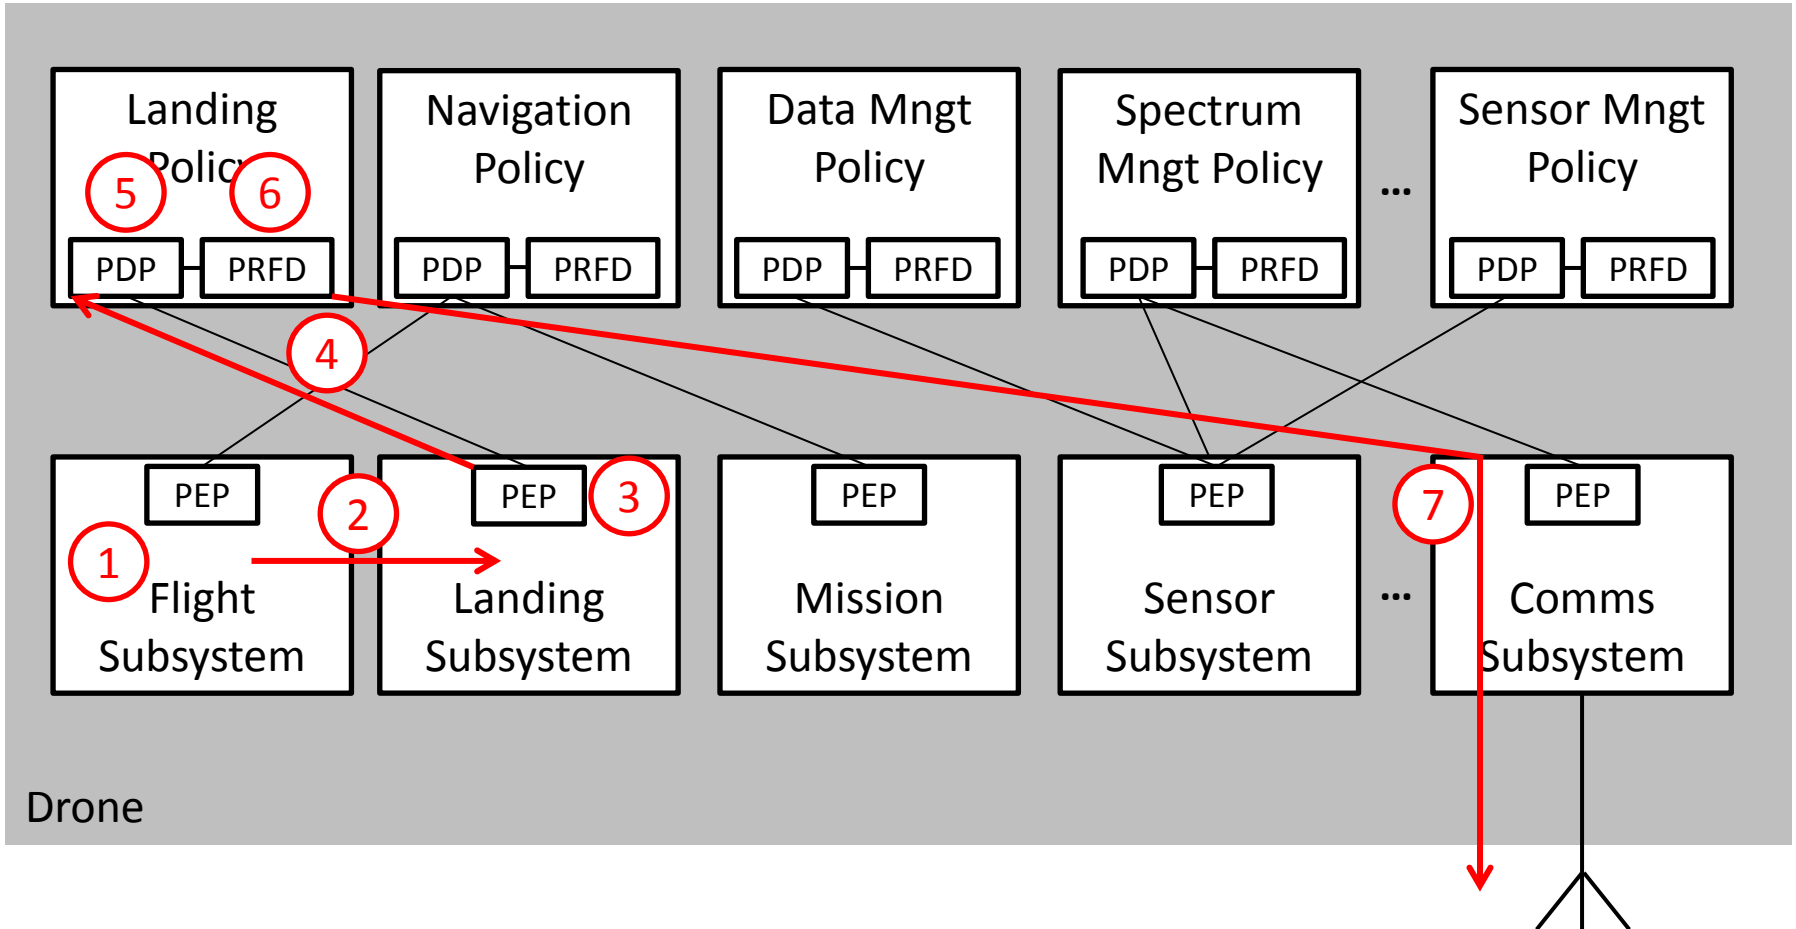 Landing
Policy
Navigation
Policy
Data Mngt
Policy
Spectrum
Mngt Policy
...
Sensor Mngt
Policy
5
6
PDP
PRFD
PDP
PRFD
PDP
PRFD
PDP
PRFD
PDP
PRFD
4
PEP
2
PEP
3
PEP
PEP
7
PEP
1
Flight
Subsystem
Landing
Subsystem
Mission
Subsystem
Sensor
Subsystem
...
Comms
Subsystem
Drone